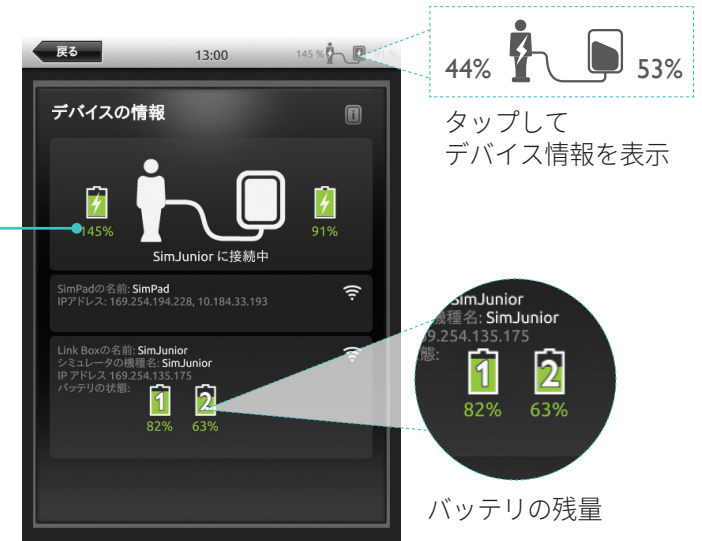 戻る
13:00
145 %
91 %
44%
53%
タップして
デバイス情報を表示
デバイスの情報
145%
91%
SimJunior に接続中
SimPadの名前: SimPad
IPアドレス: 169.254.194.228, 10.184.33.193
Link Boxの名前: SimJunior
シミュレータの機種名: SimJunior
IP アドレス 169.254.135.175
バッテリの状態:
1
2
82%
63%
SimJunior
機種名: SimJunior
9.254.135.175
態:
1
2
82%
63%
バッテリの残量